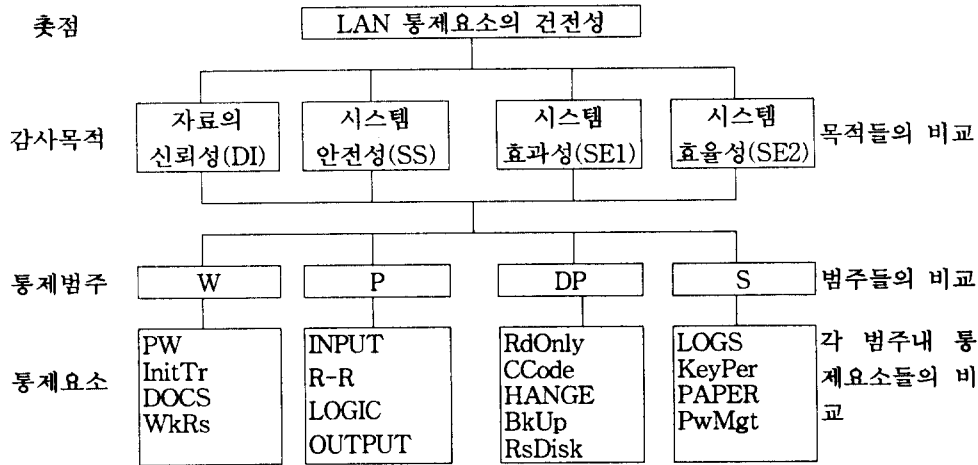 촛점 LAN 통제요소의 건전성
감사목적 자료의 신뢰성(DI) 시스템 안전성(SS) 시스템 효과성(SE1) 시스템 효율성(SE2) 목적들의 비교
통제범주 W P DP S 범주들의 비교
통제요소
PW
InitTr
DOCS
WkRs
INPUT
R-R
LOGIC
OUTPUT
RdOnly
CCode
HANGE
BkUp
RsDisk
LOGS
KeyPer
PAPER
PwMgt
각 범주내 통
제요소들의 비
교